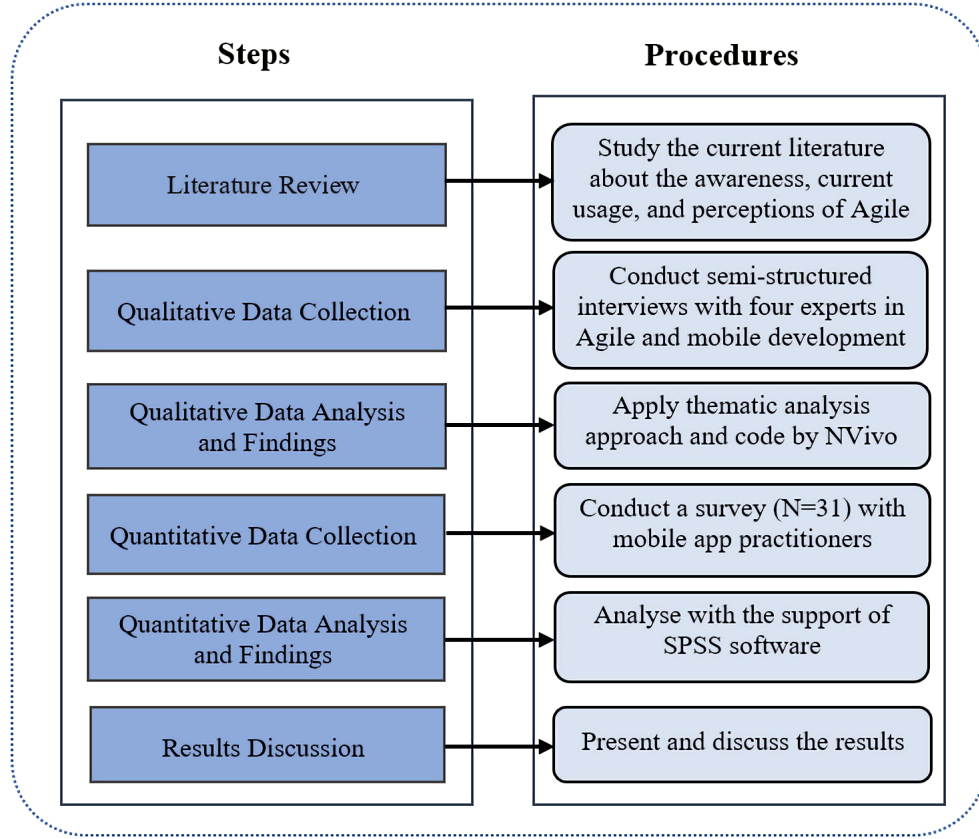 Steps
Procedures
Literature Review
Study the current literature
about the awareness, current
usage, and perceptions of Agile
Qualitative Data Collection
Conduct semi-structured
interviews with four experts in
Agile and mobile development
Qualitative Data Analysis
and Findings
Apply thematic analysis
approach and code by NVivo
Quantitative Data Collection
Conduct a survey (N=31) with
mobile app practitioners
Quantitative Data Analysis
and Findings
Analyse with the support of
SPSS software
Results Discussion
Present and discuss the results